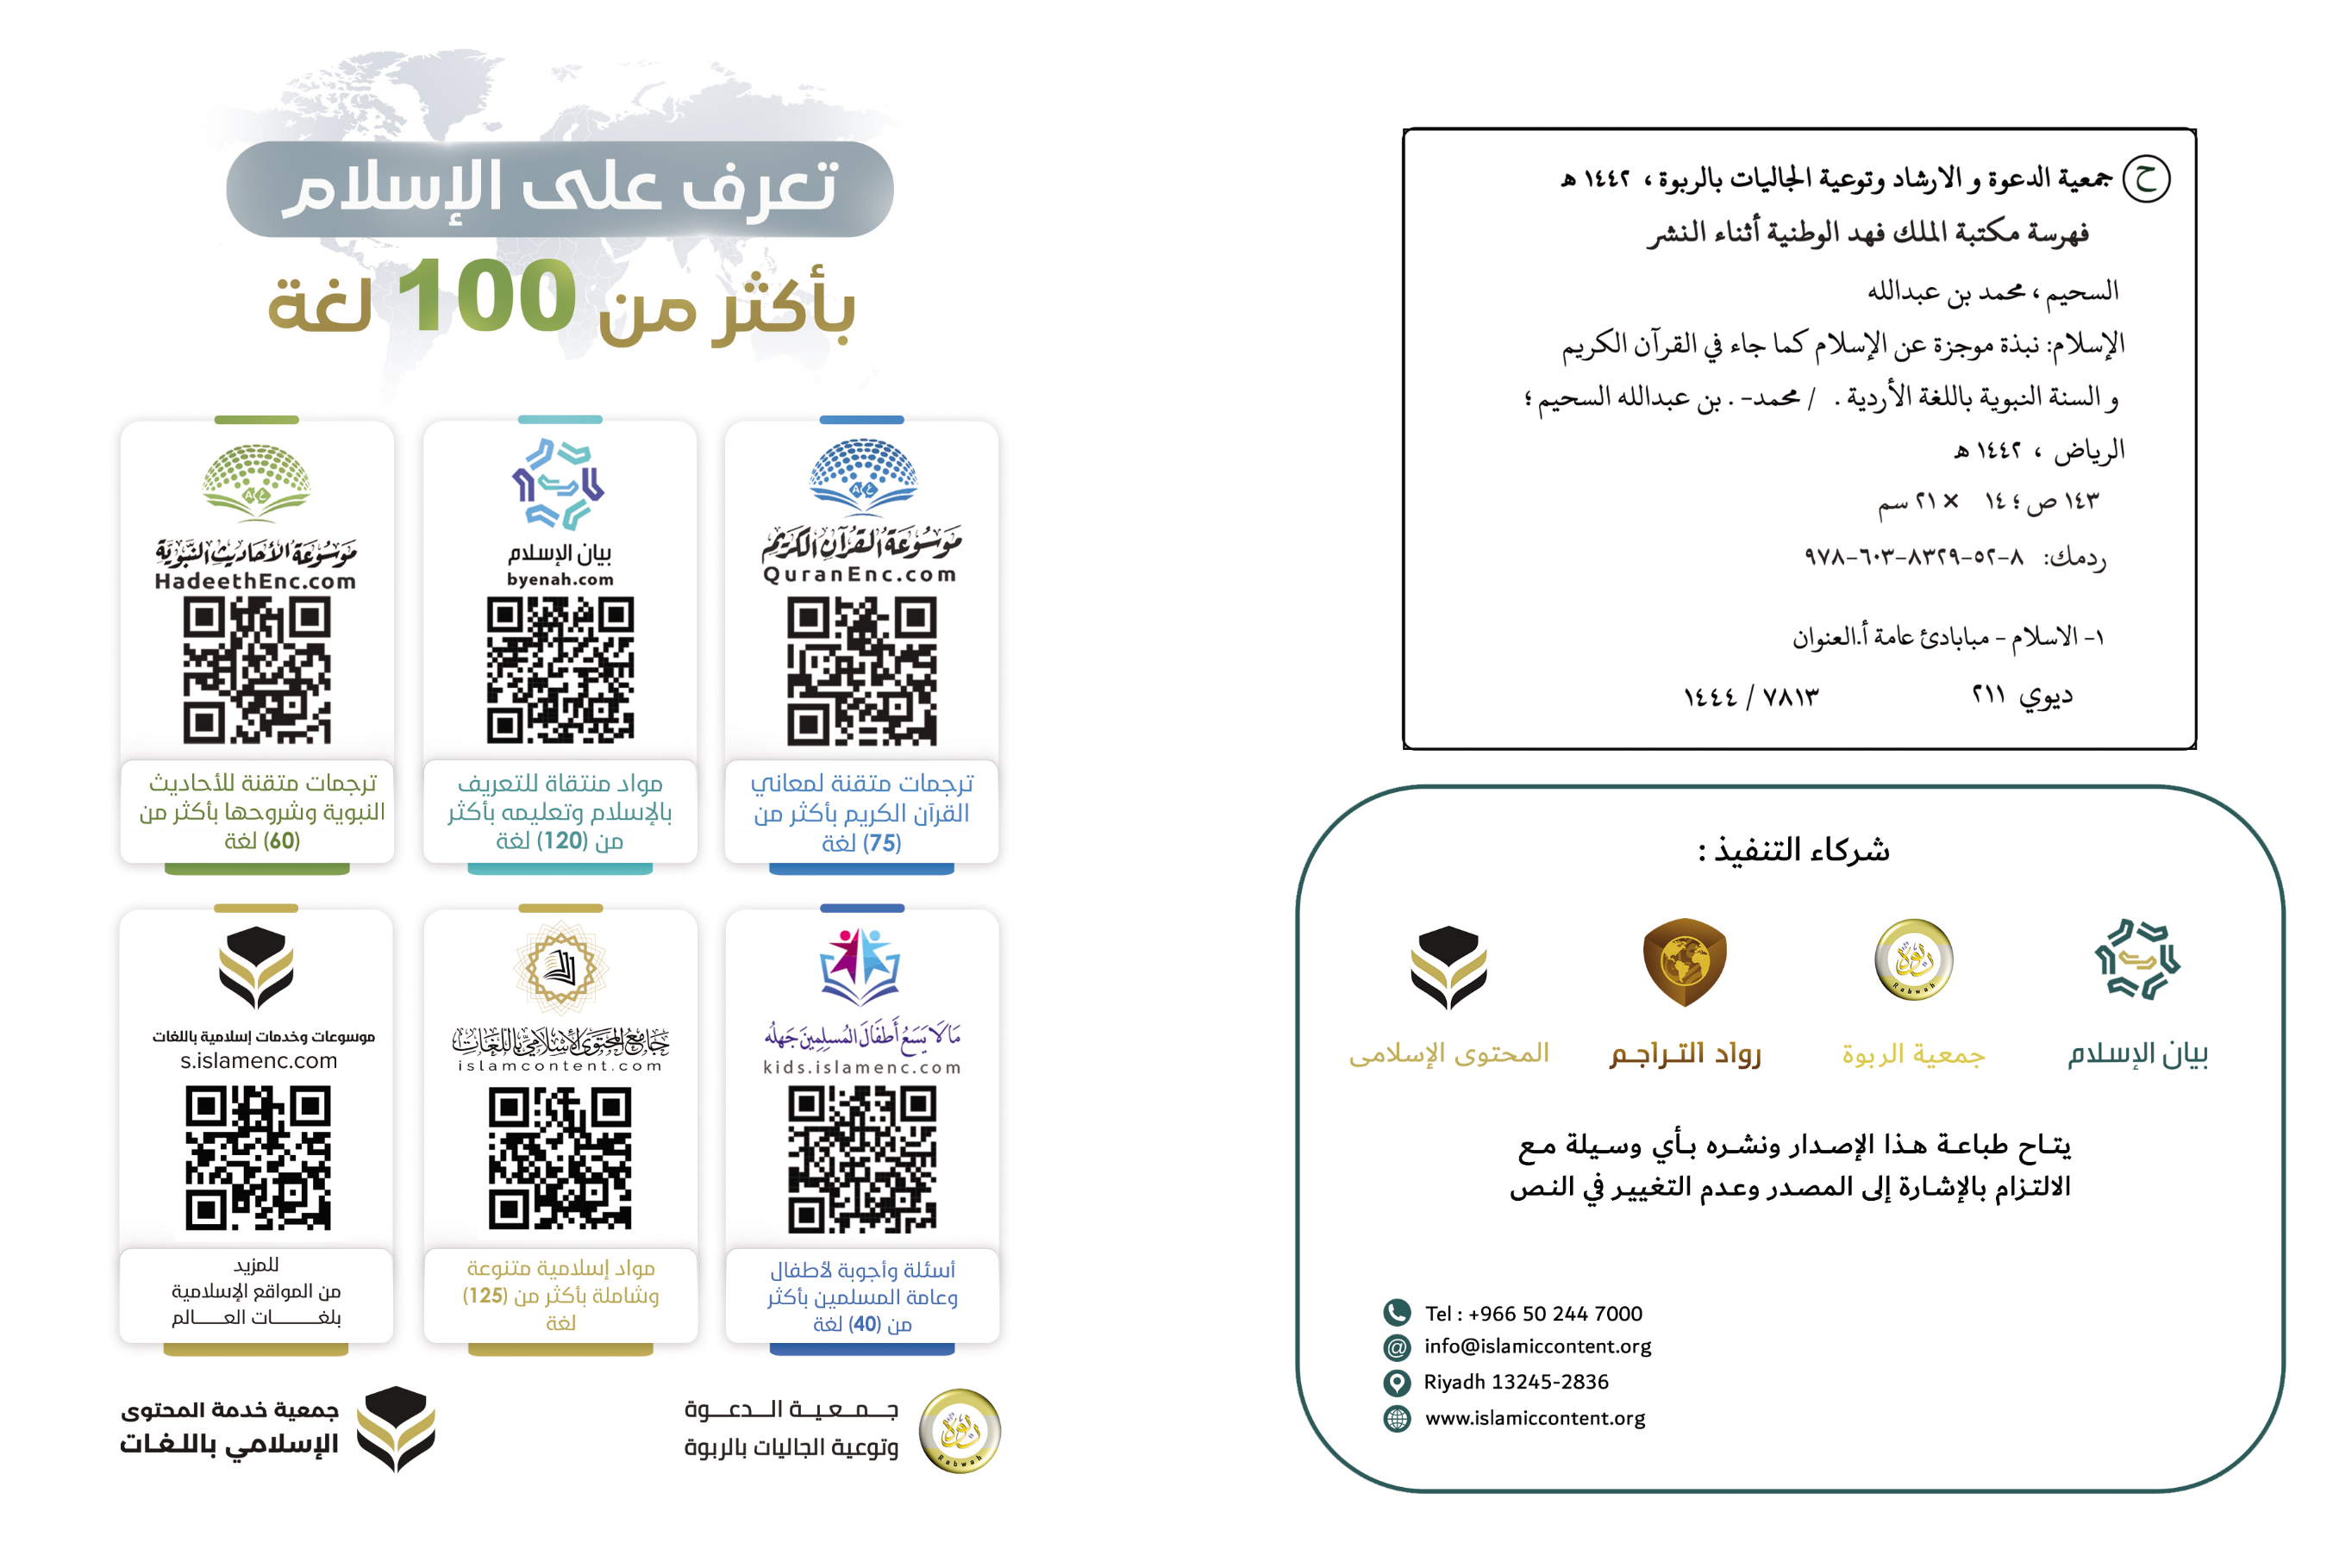 ح جمعية الدعوة و الارشاد وتوعية الجاليات بالربوة ، ١٤٤٢ هـ
فهرسة مكتبة الملك فهد الوطنية أثناء النشر
السحيم ، محمد بن عبدالله
الإسلام: نبذة موجزة عن الإسلام كما جاء في القرآن الكريم
و السنة النبوية باللغة الأردية . / محمد- . بن عبدالله السحيم ؛
الرياض ، ١٤٤٢ هـ
١٤٣ ص ؛ ١٤ × ٢١ سم
ردمك: ٨-٥٢-٨٣٢٩-٦٠٣-٩٧٨
١- الاسلام - مبابادئ عامة أ.العنوان
ديوي ٢١١ ٧٨١٣ / ١٤٤٤
شركاء التنفيذ :
بيان الإسلام
جمعية الربوة
رواد التراجم
المحتوى الإسلامى
Rabwah
يتاح طباعة هذا الإصدار ونشره بأي وسيلة مع
الالتزام بالإشارة إلى المصدر وعدم التغيير في النص
Tel : +966 50 244 7000
info@islamiccontent.org
Riyadh 13245-2836
www.islamiccontent.org
تعرف على الإسلام
بأكثر من 100 لغة
موسوعة القرآن الكريم
QuranEnc.com
ترجمات متقنة لمعاني
القرآن الكريم بأكثر من
(75) لغة
بيان الإسلام
byenah.com
مواد منتقاة للتعريف
بالإسلام وتعليمه بأكثر
من (120) لغة
موسوعة الأحاديث النبوية
HadeethEnc.com
ترجمات متقنة للأحاديث
النبوية وشروحها بأكثر من
(60) لغة
ما لا يسع أطفال المسلمين جهله
kids.islamenc.com
أسئلة وأجوبة لأطفال
وعامة المسلمين بأكثر
من (40) لغة
جامع المحتوى الإسلامي باللغات
islamcontent.com
مواد إسلامية متنوعة
وشاملة بأكثر من (125)
لغة
موسوعات وخدمات إسلامية باللغات
s.islamenc.com
للمزيد
من المواقع الإسلامية
بلغات العالم
جمعية الدعوة
وتوعية الجاليات بالربوة
Rabwah
جمعية خدمة المحتوى
الإسلامي باللغات